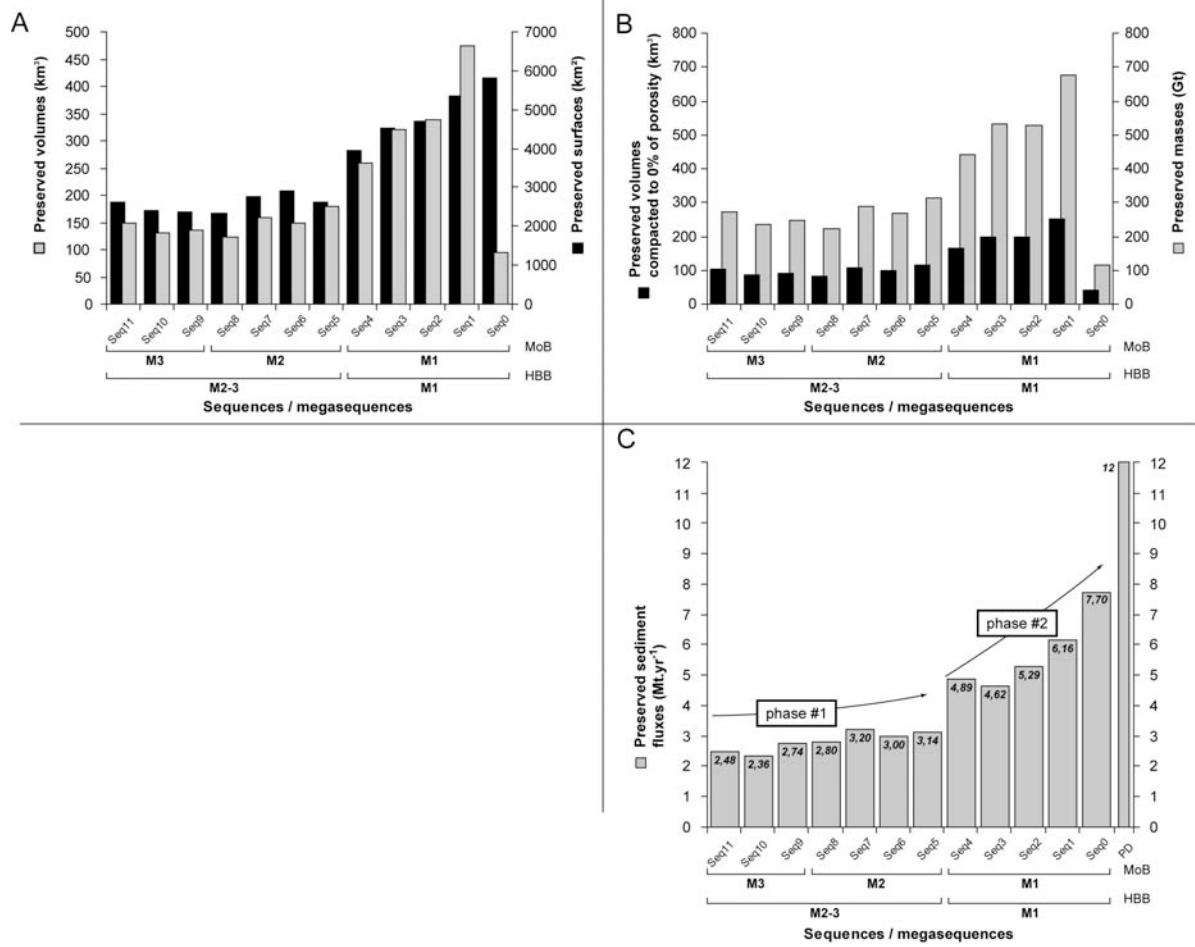 A
Preserved volumes (km³)
500
450
400
350
300
250
200
150
100
50
0
7000
6000
5000
4000
3000
2000
1000
0
Preserved surfaces (km²)
Seq11
Seq10
Seq9
Seq8
Seq7
Seq6
Seq5
Seq4
Seq3
Seq2
Seq1
Seq0
MoB
M3
M2
M1
HBB
M2-3
M1
Sequences / megasequences
B
Preserved volumes
compacted to 0% of porosity (km³)
800
700
600
500
400
300
200
100
0
800
700
600
500
400
300
200
100
0
Preserved masses (Gt)
Seq11
Seq10
Seq9
Seq8
Seq7
Seq6
Seq5
Seq4
Seq3
Seq2
Seq1
Seq0
MoB
M3
M2
M1
HBB
M2-3
M1
Sequences / megasequences
C
Preserved sediment
fluxes (Mt.yr⁻¹)
12
11
10
9
8
7
6
5
4
3
2
1
0
12
11
10
9
8
7
6
5
4
3
2
1
0
phase #1
phase #2
2,48
2,36
2,74
2,80
3,20
3,00
3,14
4,89
4,62
5,29
6,16
7,70
12
Seq11
Seq10
Seq9
Seq8
Seq7
Seq6
Seq5
Seq4
Seq3
Seq2
Seq1
Seq0
PD
MoB
M3
M2
M1
HBB
M2-3
M1
Sequences / megasequences